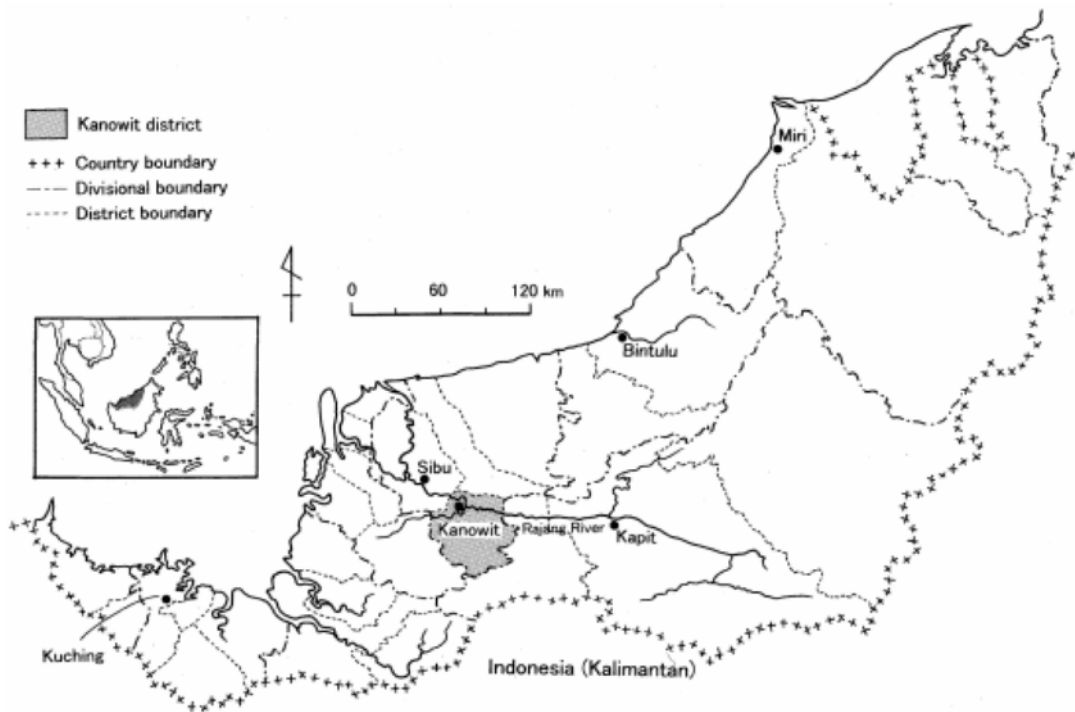 Kanowit district
+++ Country boundary
Divisional boundary
District boundary
0 60 120 km
Miri
Bintulu
Sibu
Kanowit
Rajang River
Kapit
Kuching
Indonesia (Kalimantan)